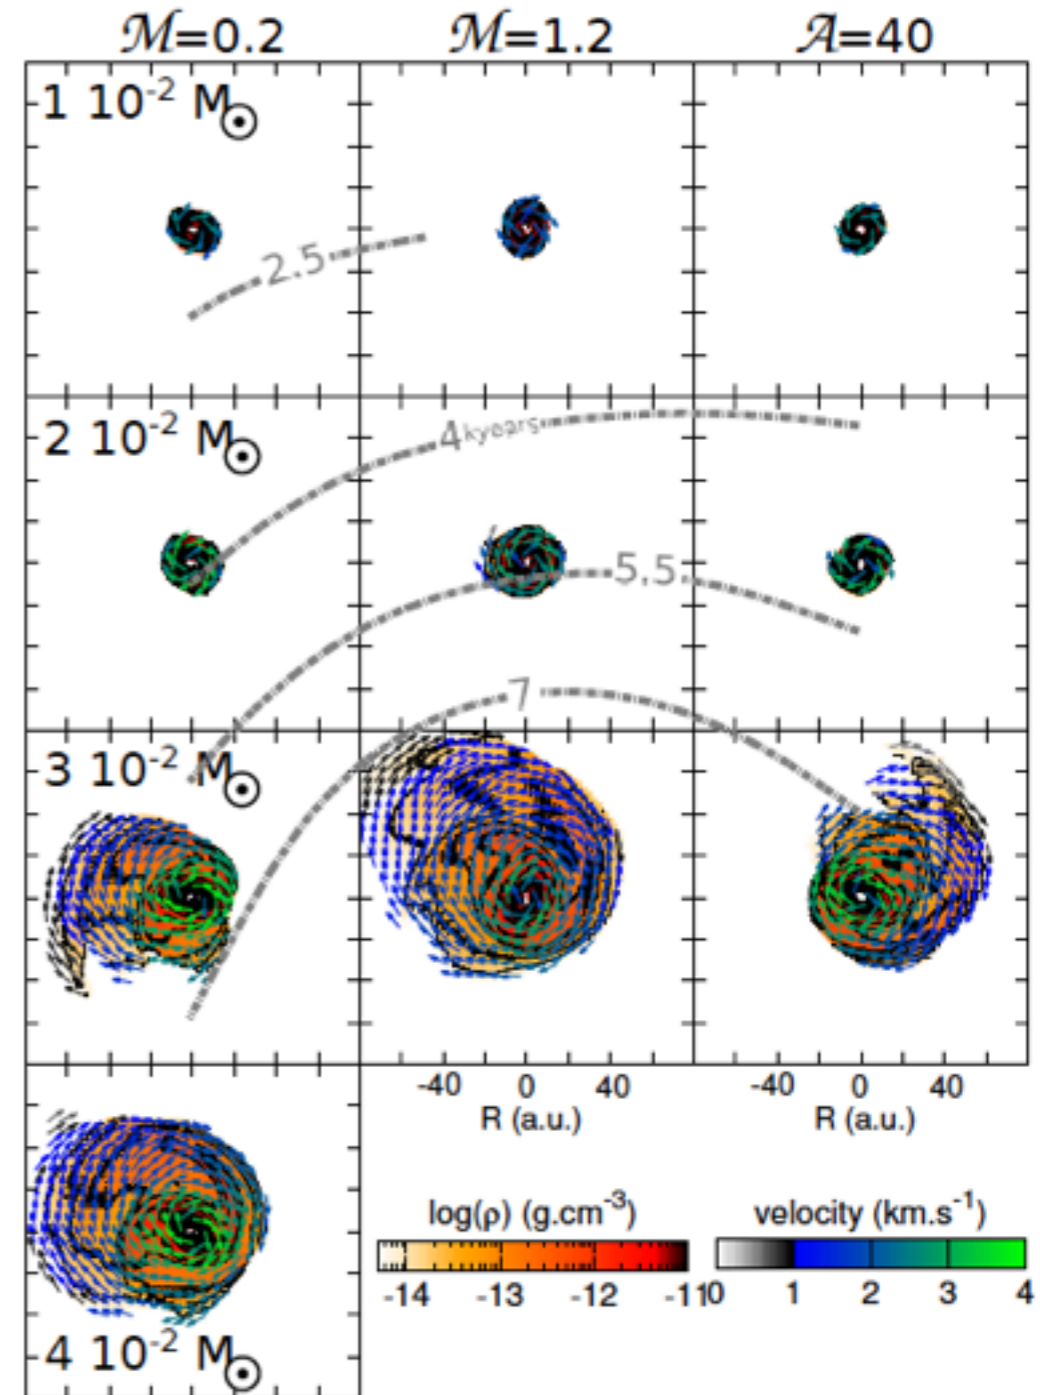 ℳ=0.2 ℳ=1.2 𝒜=40
1 10⁻² M⊙
2.5
2 10⁻² M⊙
4kyears
5.5
7
3 10⁻² M⊙
-40 0 40 -40 0 40
R (a.u.) R (a.u.)
log(ρ) (g.cm⁻³) velocity (km.s⁻¹)
-14 -13 -12 -11 0 1 2 3 4
4 10⁻² M⊙